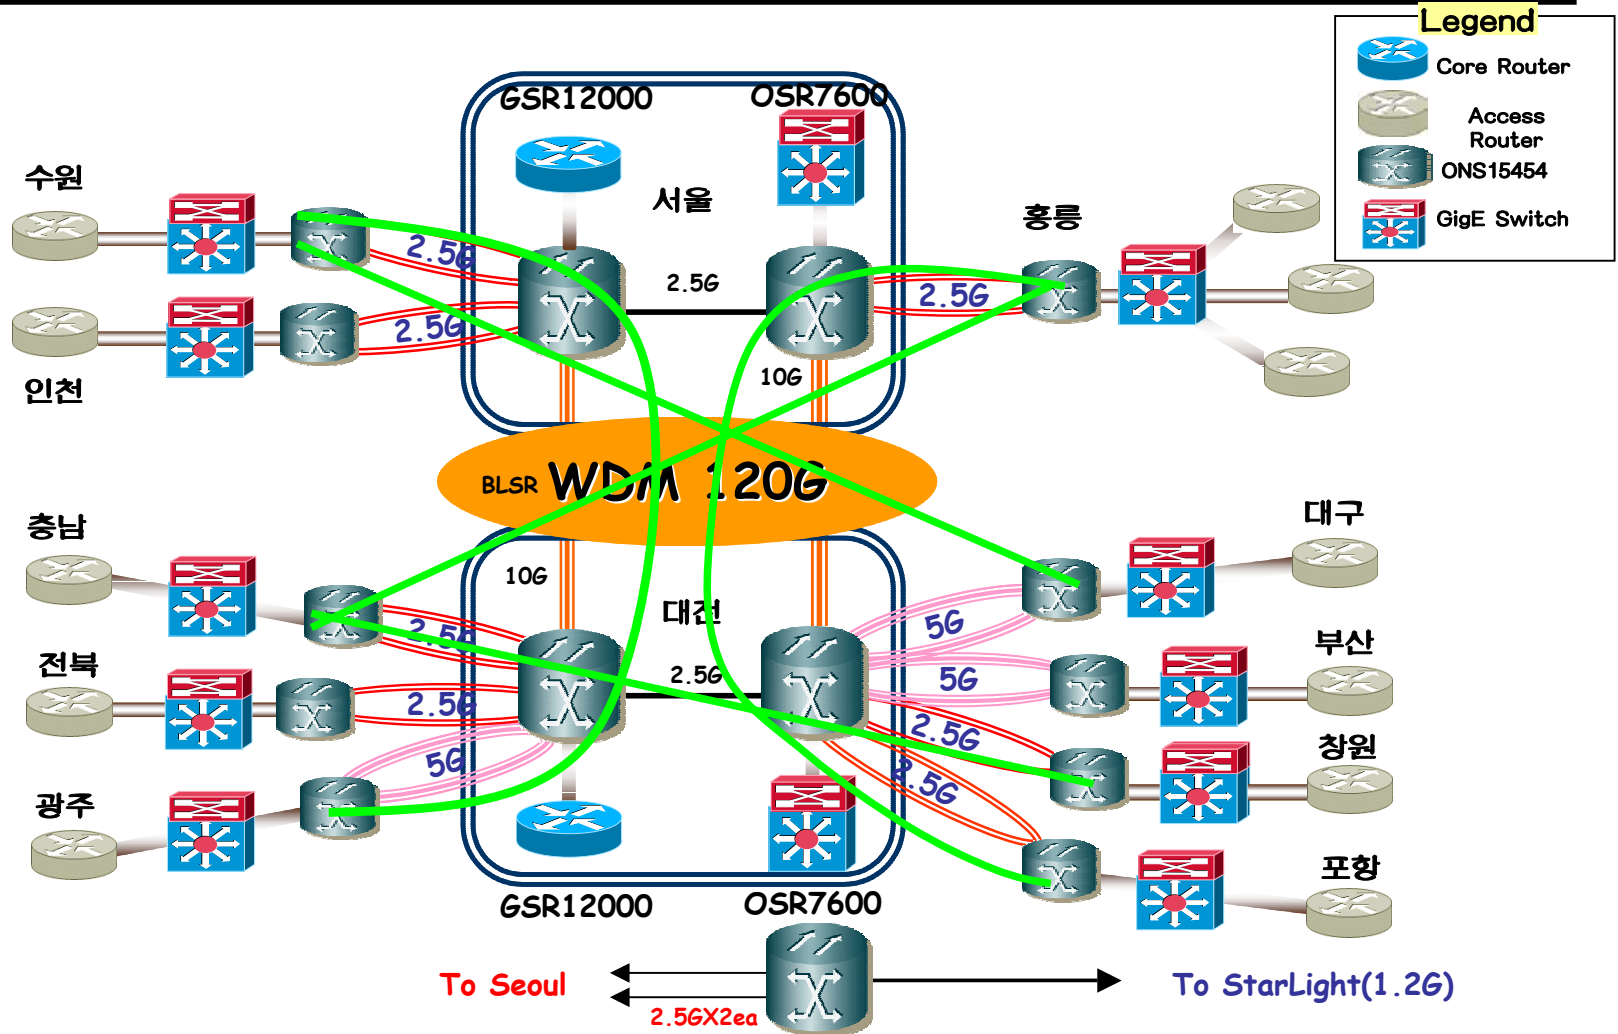 Legend
Core Router
Access
Router
ONS15454
GigE Switch
GSR12000
OSR7600
수원
서울
홍릉
2.5G
2.5G
2.5G
2.5G
인천
10G
BLSR WDM 120G
충남
대구
10G
대전
2.5G
5G
전북
부산
2.5G
2.5G
5G
2.5G
창원
5G
2.5G
광주
포항
GSR12000
OSR7600
To Seoul
To StarLight(1.2G)
2.5GX2ea